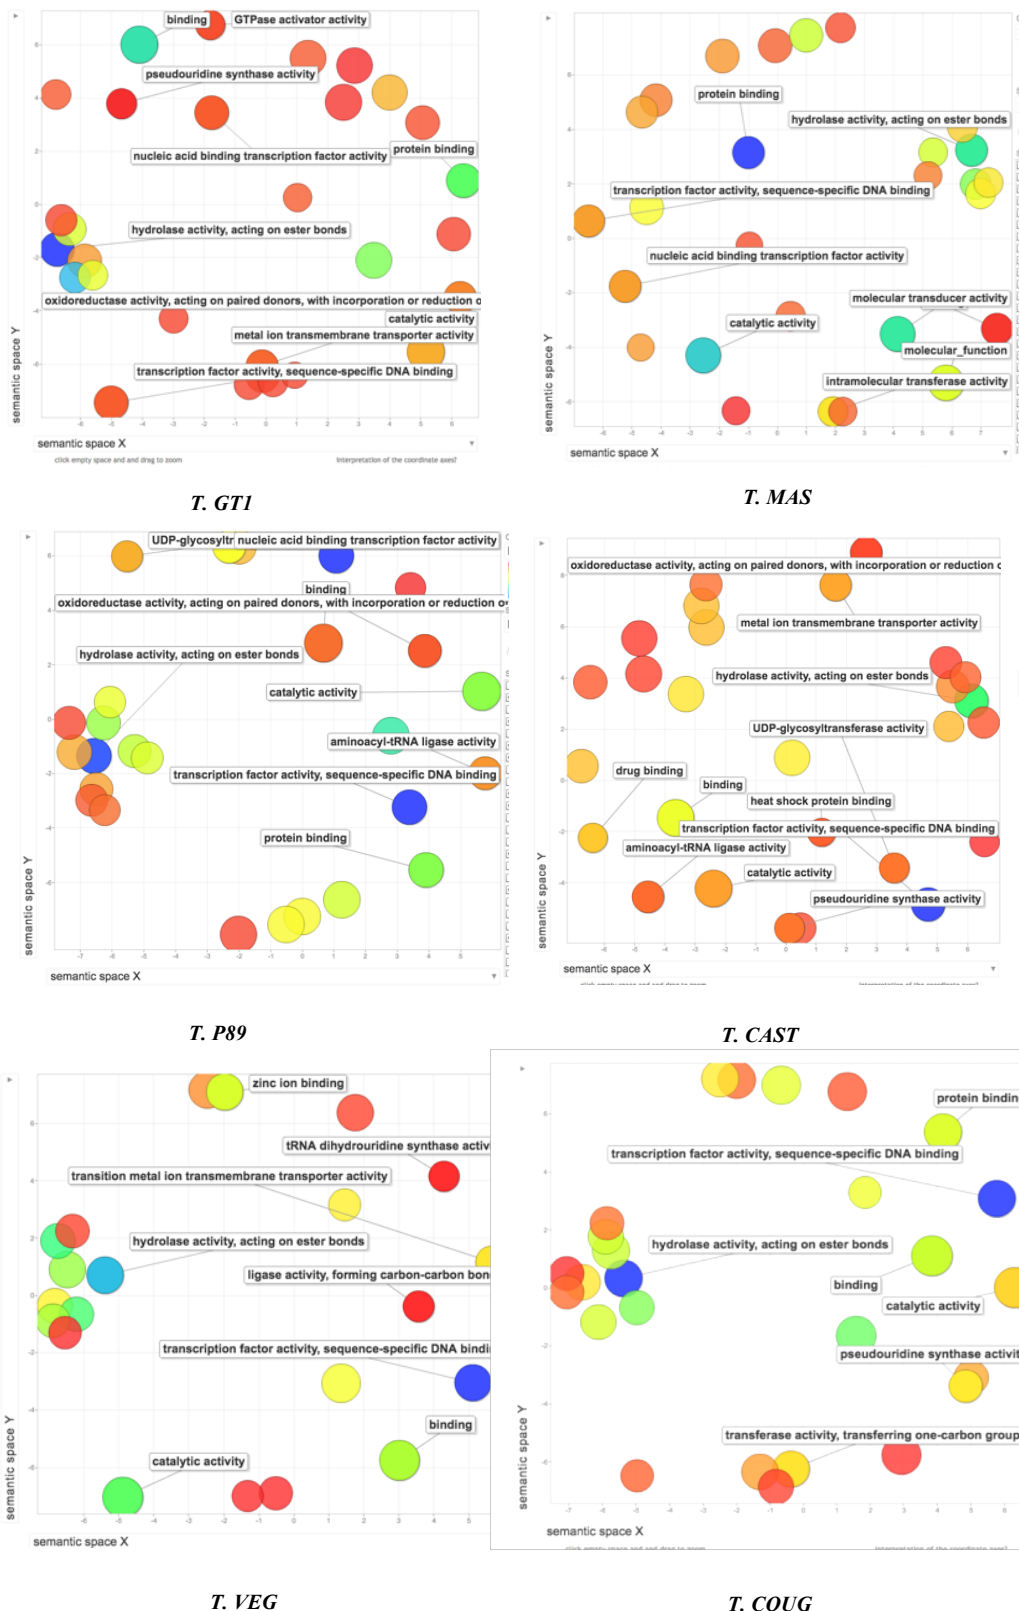 binding
GTPase activator activity
pseudouridine synthase activity
nucleic acid binding transcription factor activity
protein binding
hydrolase activity, acting on ester bonds
oxidoreductase activity, acting on paired donors, with incorporation or reduction o
catalytic activity
metal ion transmembrane transporter activity
transcription factor activity, sequence-specific DNA binding
semantic space Y
semantic space X
click empty space and and drag to zoom
Interpretation of the coordinate axes?
T. GT1
protein binding
hydrolase activity, acting on ester bonds
transcription factor activity, sequence-specific DNA binding
nucleic acid binding transcription factor activity
molecular transducer activity
catalytic activity
molecular_function
intramolecular transferase activity
semantic space Y
semantic space X
T. MAS
UDP-glycosyltr
nucleic acid binding transcription factor activity
binding
oxidoreductase activity, acting on paired donors, with incorporation or reduction o
hydrolase activity, acting on ester bonds
catalytic activity
aminoacyl-tRNA ligase activity
transcription factor activity, sequence-specific DNA binding
protein binding
semantic space Y
semantic space X
T. P89
oxidoreductase activity, acting on paired donors, with incorporation or reduction o
metal ion transmembrane transporter activity
hydrolase activity, acting on ester bonds
UDP-glycosyltransferase activity
drug binding
binding
heat shock protein binding
transcription factor activity, sequence-specific DNA binding
aminoacyl-tRNA ligase activity
catalytic activity
pseudouridine synthase activity
semantic space Y
semantic space X
T. CAST
zinc ion binding
tRNA dihydrouridine synthase activ
transition metal ion transmembrane transporter activity
hydrolase activity, acting on ester bonds
ligase activity, forming carbon-carbon bon
transcription factor activity, sequence-specific DNA bindi
binding
catalytic activity
semantic space Y
semantic space X
T. VEG
protein bindin
transcription factor activity, sequence-specific DNA binding
hydrolase activity, acting on ester bonds
binding
catalytic activity
pseudouridine synthase activit
transferase activity, transferring one-carbon group
semantic space Y
semantic space X
T. COUG